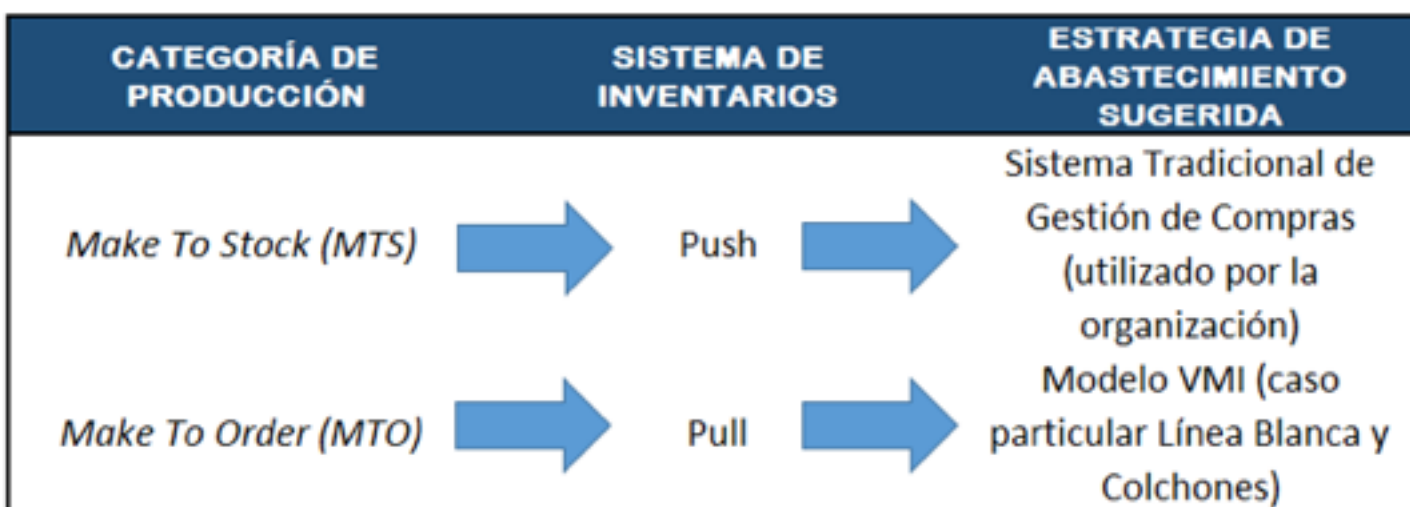 CATEGORÍA DE
PRODUCCIÓN
SISTEMA DE
INVENTARIOS
ESTRATEGIA DE
ABASTECIMIENTO
SUGERIDA
Make To Stock (MTS)
Push
Sistema Tradicional de
Gestión de Compras
(utilizado por la
organización)
Make To Order (MTO)
Pull
Modelo VMI (caso
particular Línea Blanca y
Colchones)